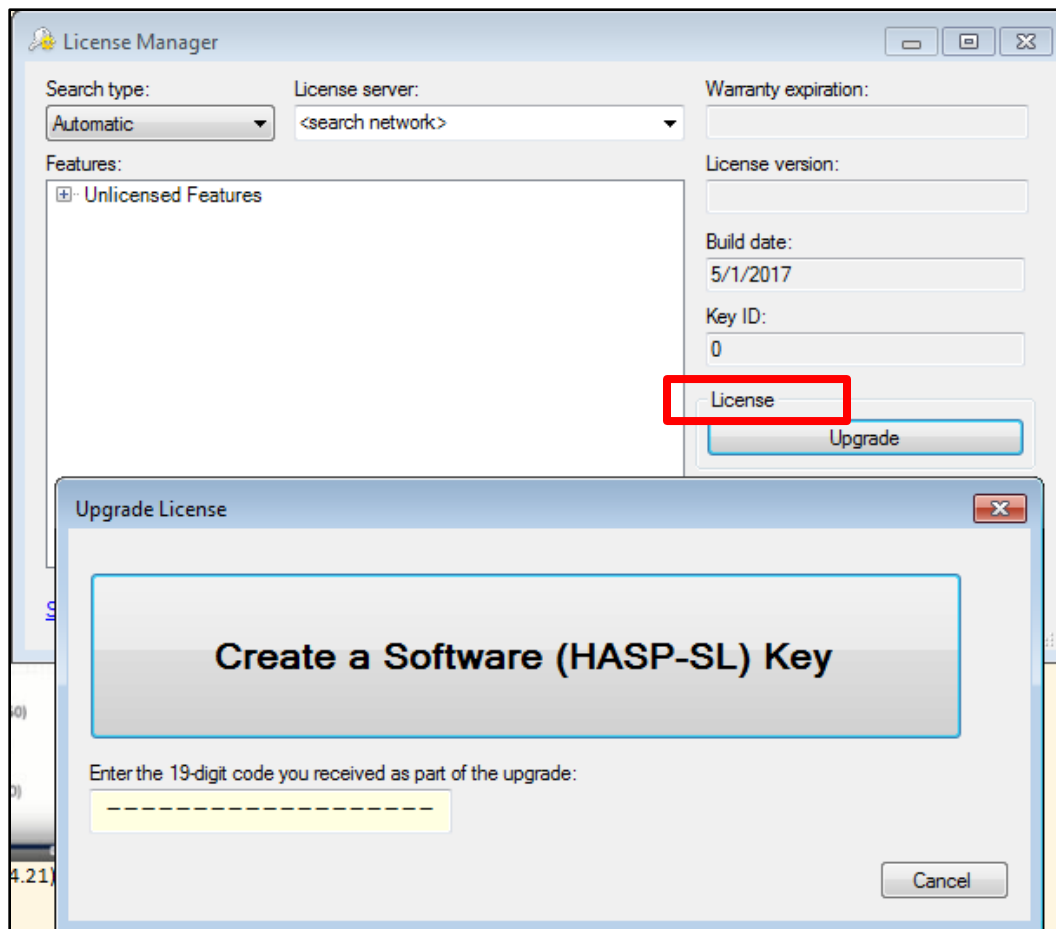 License Manager
Search type:
License server:
Warranty expiration:
Automatic
<search network>
Features:
License version:
Unlicensed Features
Build date:
5/1/2017
Key ID:
0
License
Upgrade
Upgrade License
S
Create a Software (HASP-SL) Key
Enter the 19-digit code you received as part of the upgrade:
-------------------
4.21)
Cancel